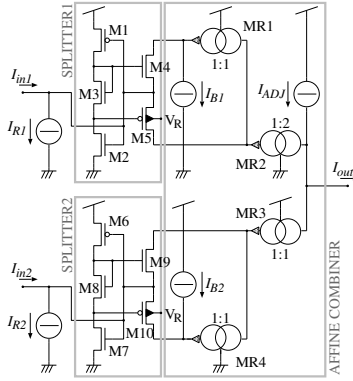 SPLITTER1
M1
M4
M3
M5
M2
V_R
I_in1
I_R1
MR1
1:1
I_B1
I_ADJ
1:2
MR2
I_out
SPLITTER2
M6
M9
M8
M10
M7
V_R
I_in2
I_R2
MR3
1:1
I_B2
1:1
MR4
AFFINE COMBINER